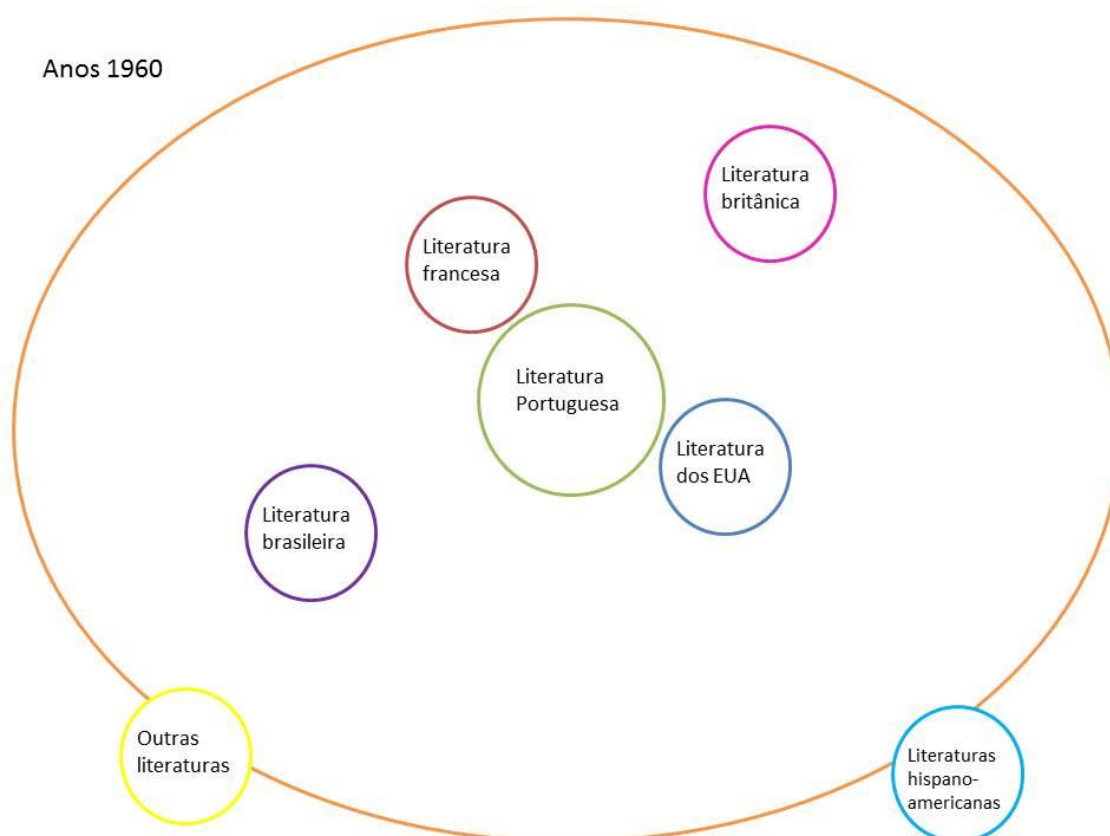 Anos 1960
Literatura
britânica
Literatura
francesa
Literatura
Portuguesa
Literatura
dos EUA
Literatura
brasileira
Outras
literaturas
Literaturas
hispano-
americanas